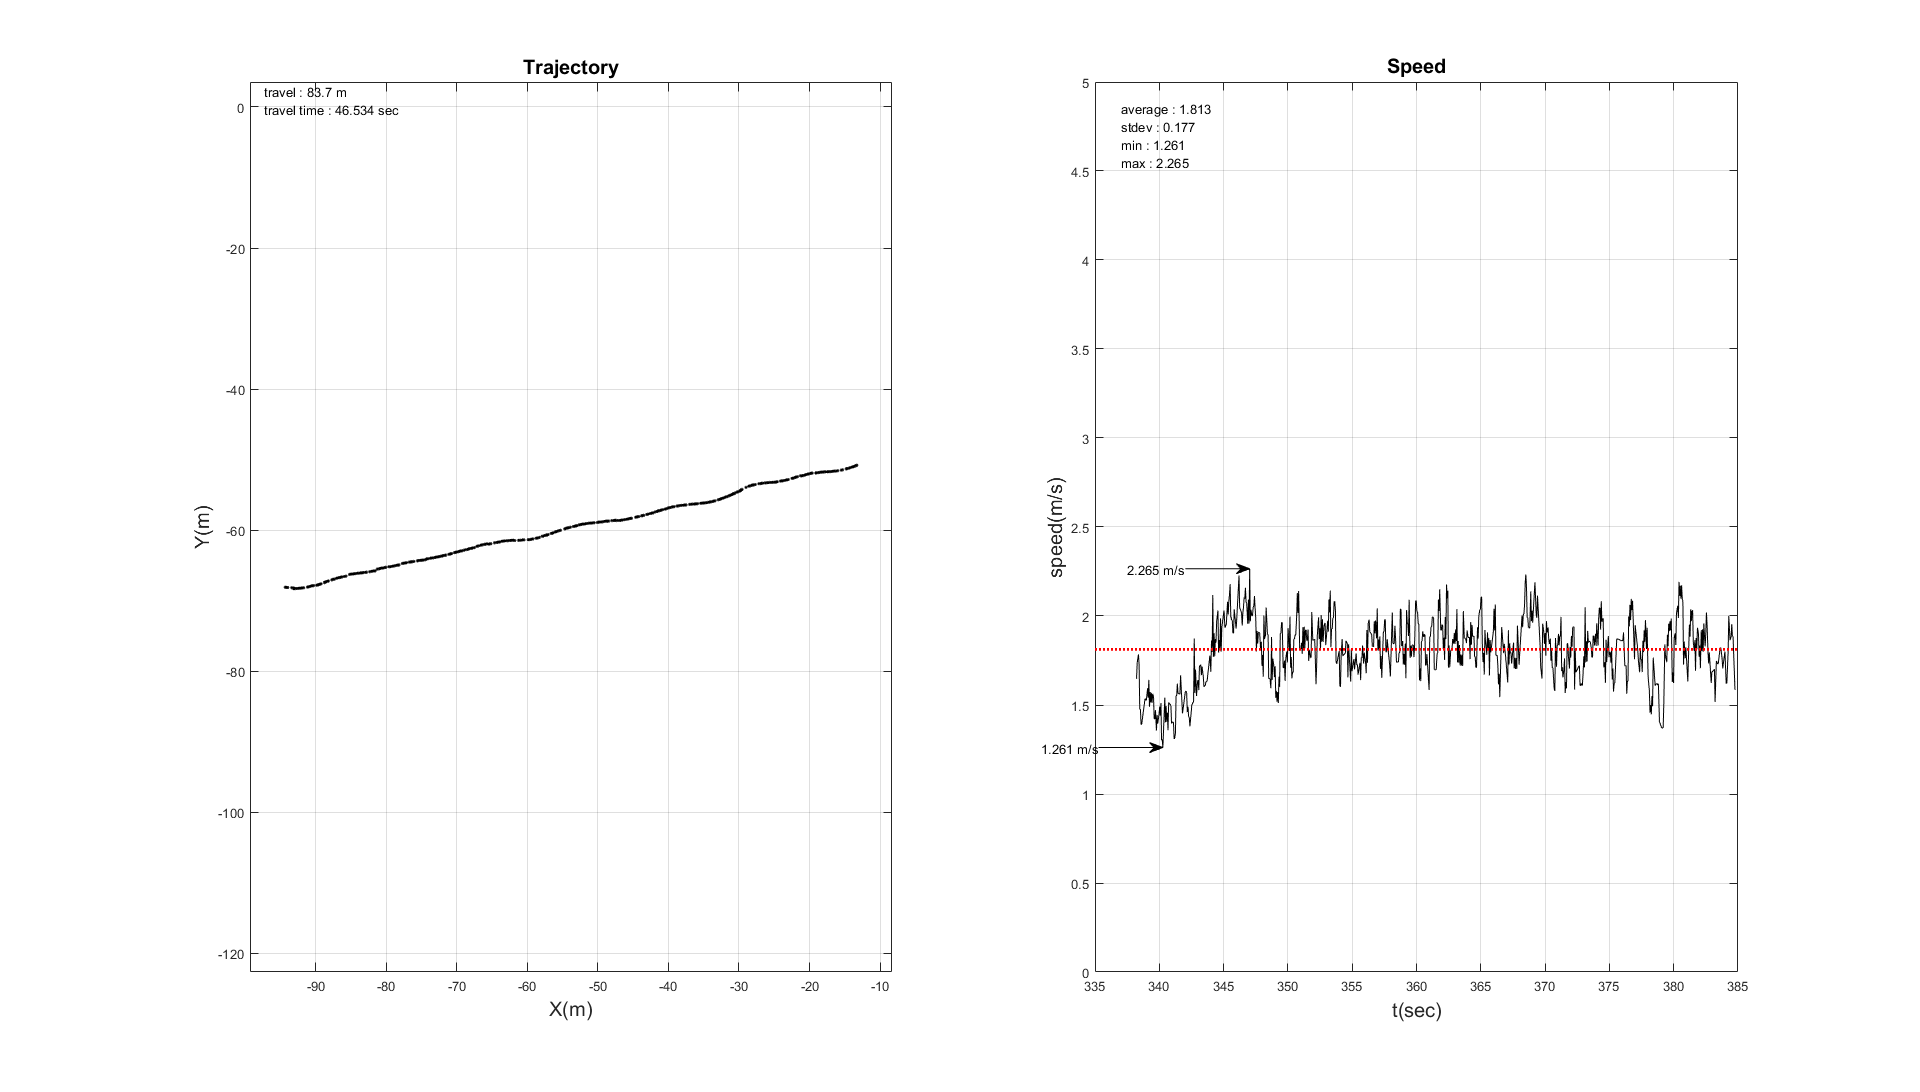 Trajectory
travel : 83.7 m
travel time : 46.534 sec
0
-20
-40
-60
-80
-100
-120
Y(m)
-90 -80 -70 -60 -50 -40 -30 -20 -10
X(m)
Speed
average : 1.813
stdev : 0.177
min : 1.261
max : 2.265
5
4.5
4
3.5
3
2.5
2
1.5
1
0.5
0
speed(m/s)
2.265 m/s
1.261 m/s
335 340 345 350 355 360 365 370 375 380 385
t(sec)